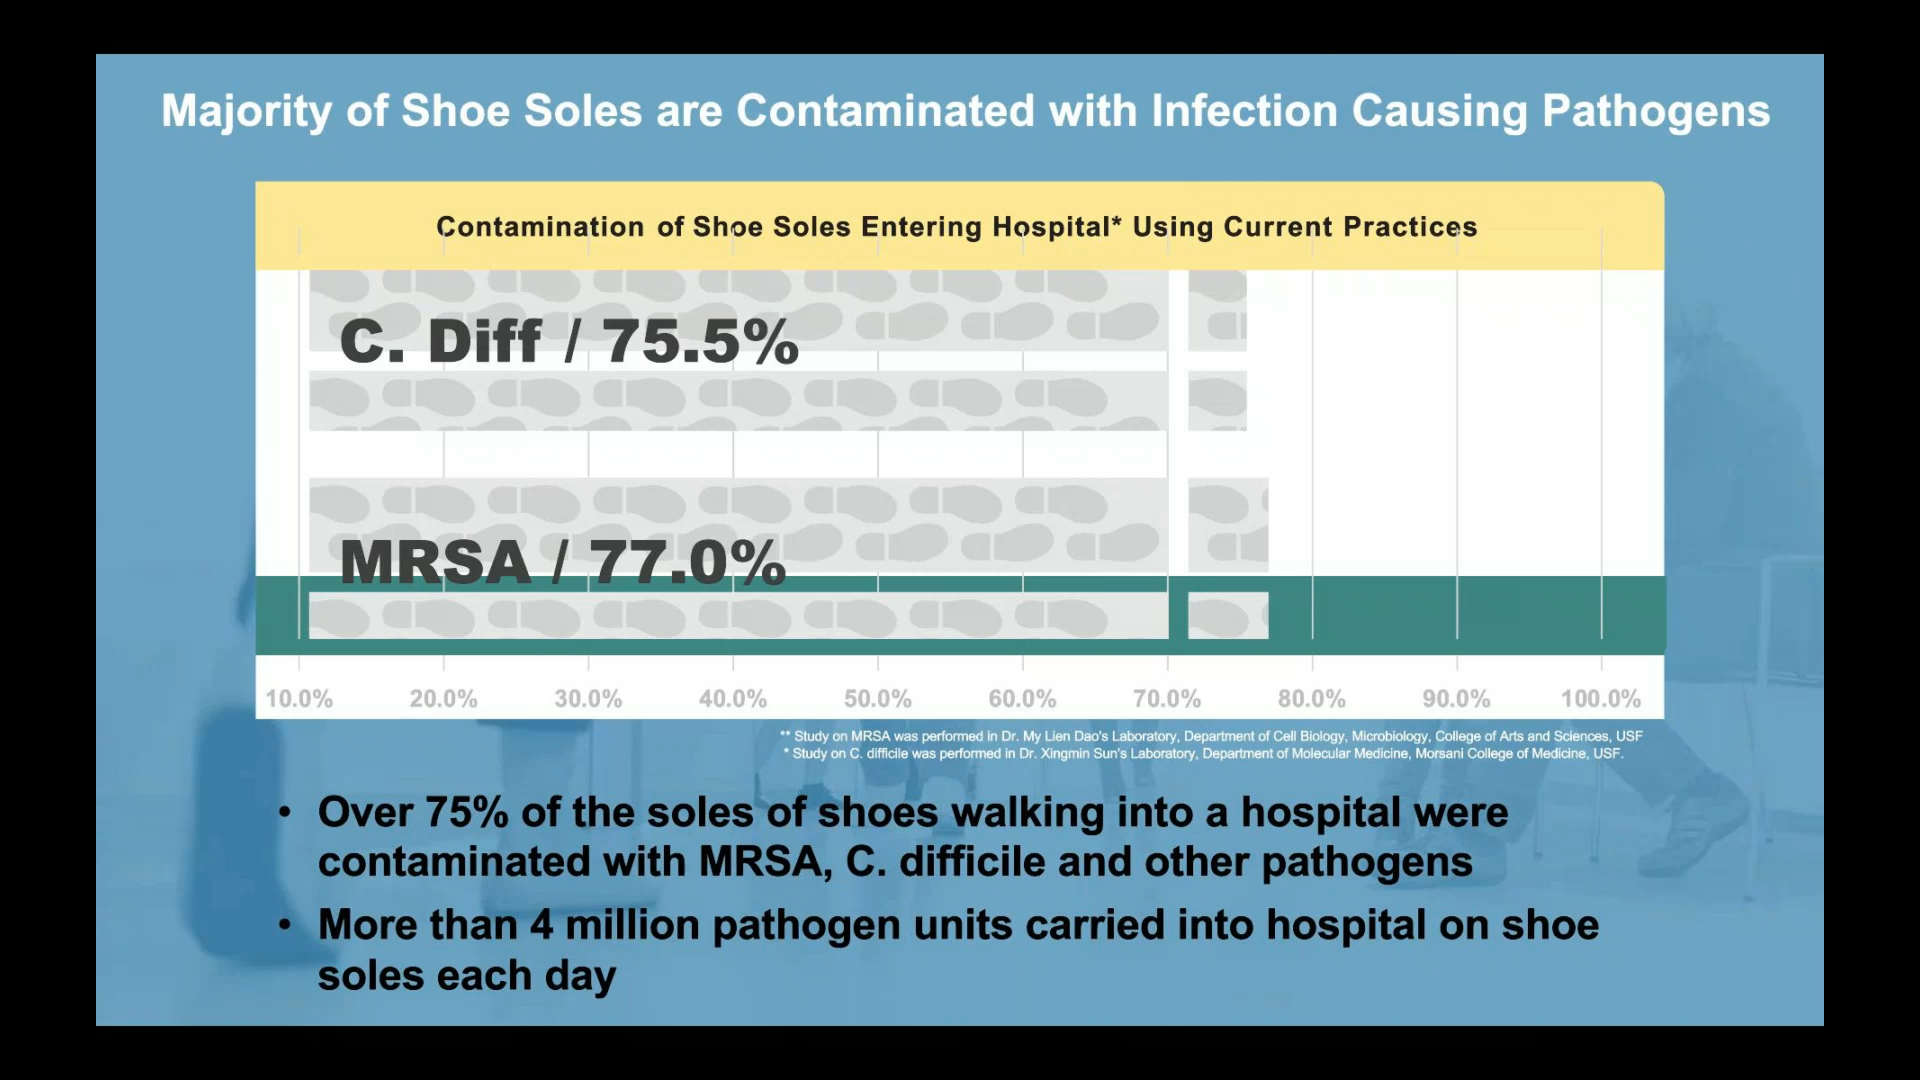 Majority of Shoe Soles are Contaminated with Infection Causing Pathogens
Contamination of Shoe Soles Entering Hospital* Using Current Practices
C. Diff / 75.5%
MRSA / 77.0%
10.0% 20.0% 30.0% 40.0% 50.0% 60.0% 70.0% 80.0% 90.0% 100.0%
** Study on MRSA was performed in Dr. My Lien Dao's Laboratory, Department of Cell Biology, Microbiology, College of Arts and Sciences, USF
* Study on C. difficile was performed in Dr. Xingmin Sun's Laboratory, Department of Molecular Medicine, Morsani College of Medicine, USF.
• Over 75% of the soles of shoes walking into a hospital were
contaminated with MRSA, C. difficile and other pathogens
• More than 4 million pathogen units carried into hospital on shoe
soles each day